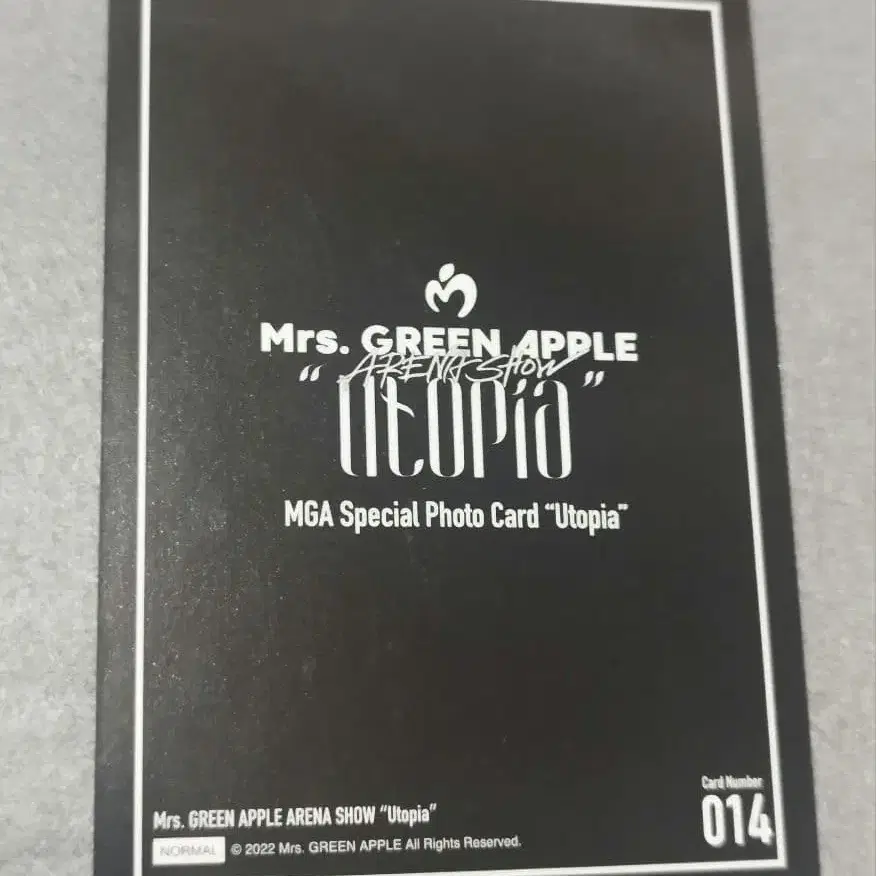 Mrs. GREEN APPLE
ARENA SHOW
“Utopia”
MGA Special Photo Card “Utopia”
Card Number
014
Mrs. GREEN APPLE ARENA SHOW “Utopia”
NORMAL © 2022 Mrs. GREEN APPLE All Rights Reserved.